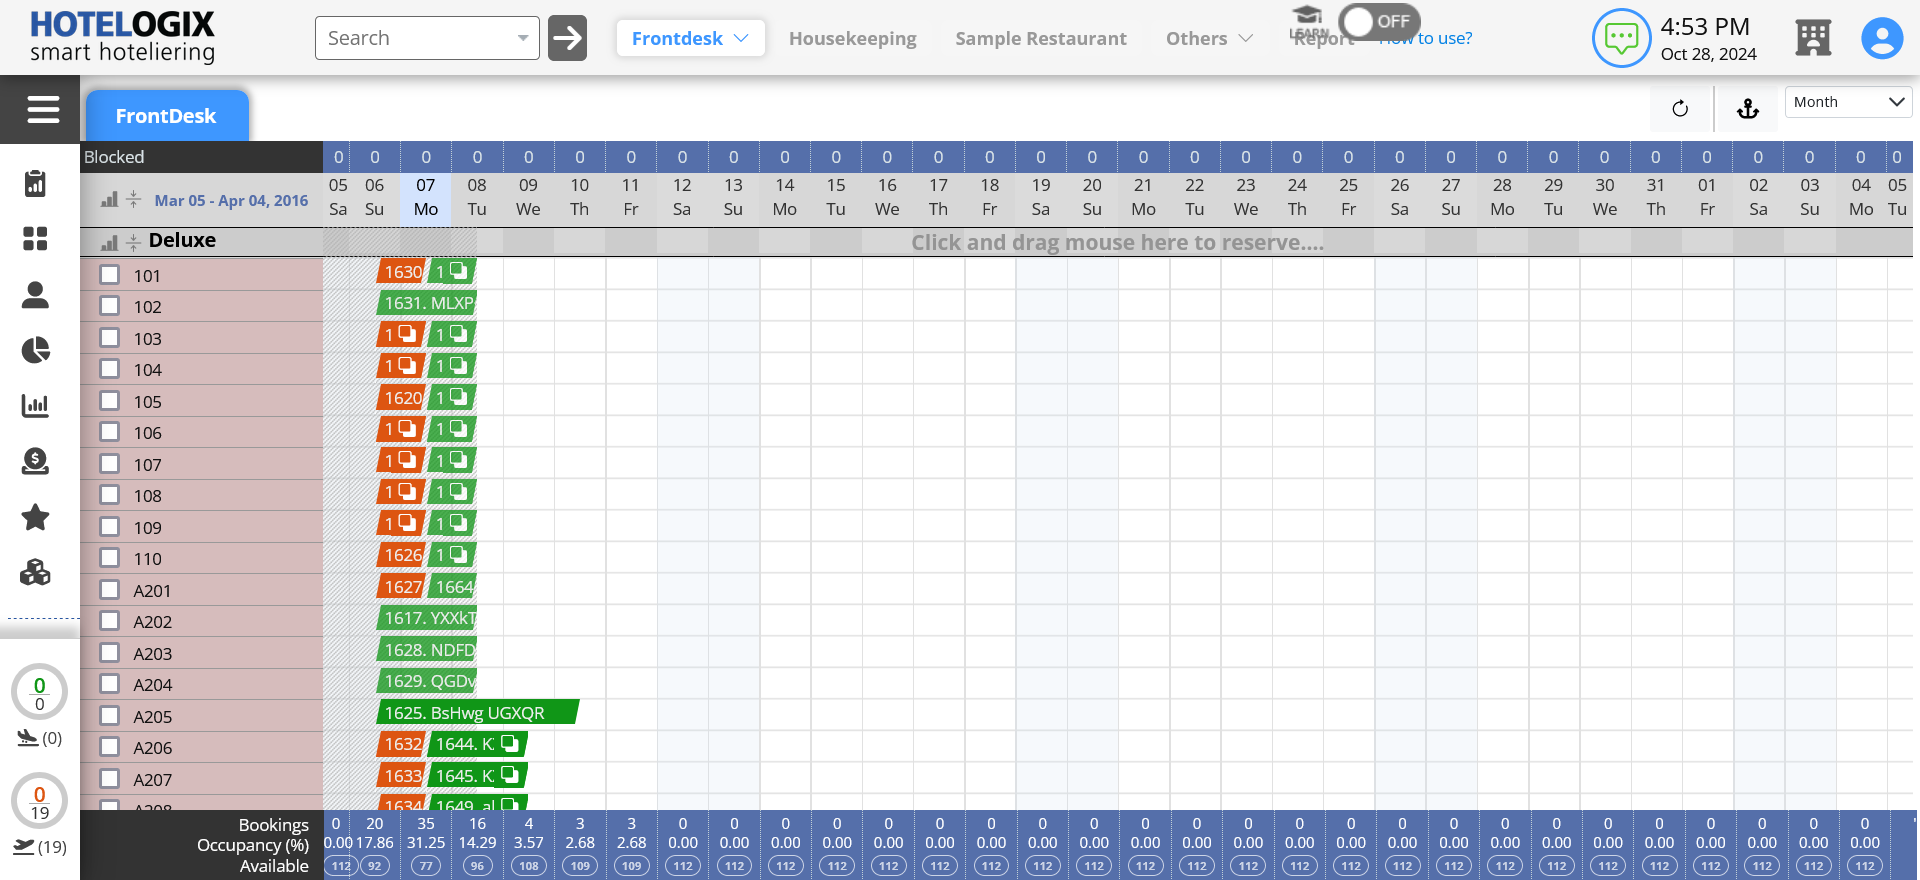 HOTELOGIX
smart hoteliering
Search
Frontdesk
Housekeeping
Sample Restaurant
Others
Report
LEARN
OFF
How to use?
4:53 PM
Oct 28, 2024
FrontDesk
Month
Blocked 0 0 0 0 0 0 0 0 0 0 0 0 0 0 0 0 0 0 0 0 0 0 0 0 0 0 0 0 0 0 0 0
Mar 05 - Apr 04, 2016
05 06 07 08 09 10 11 12 13 14 15 16 17 18 19 20 21 22 23 24 25 26 27 28 29 30 31 01 02 03 04 05
Sa Su Mo Tu We Th Fr Sa Su Mo Tu We Th Fr Sa Su Mo Tu We Th Fr Sa Su Mo Tu We Th Fr Sa Su Mo Tu
Deluxe
Click and drag mouse here to reserve....
101 1630 1
102 1631. MLXP
103 1 1
104 1 1
105 1620 1
106 1 1
107 1 1
108 1 1
109 1 1
110 1626 1
A201 1627 1664
A202 1617. YXXkT
A203 1628. NDFD
A204 1629. QGDv
A205 1625. BsHwg UGXQR
A206 1632 1644. K
A207 1633 1645. K
A208 1634 1649. al
0
0
(0)
0
19
(19)
Bookings 0 20 35 16 4 3 3 0 0 0 0 0 0 0 0 0 0 0 0 0 0 0 0 0 0 0 0 0 0 0 0
Occupancy (%) 0.00 17.86 31.25 14.29 3.57 2.68 2.68 0.00 0.00 0.00 0.00 0.00 0.00 0.00 0.00 0.00 0.00 0.00 0.00 0.00 0.00 0.00 0.00 0.00 0.00 0.00 0.00 0.00 0.00 0.00 0.00
Available 112 92 77 96 108 109 109 112 112 112 112 112 112 112 112 112 112 112 112 112 112 112 112 112 112 112 112 112 112 112 112